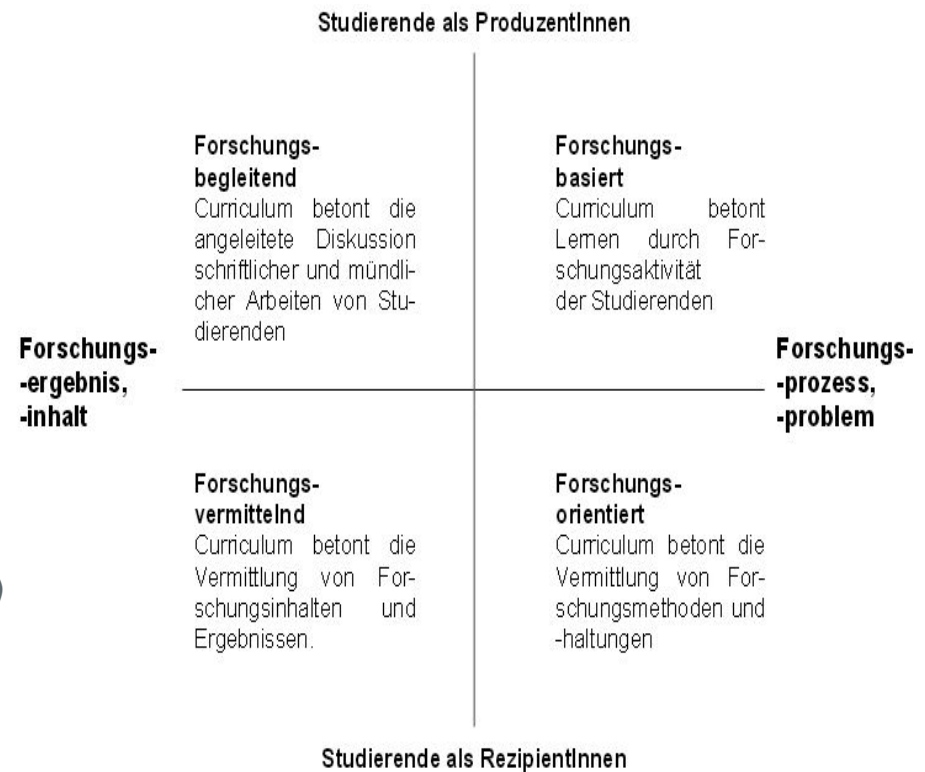 Studierende als ProduzentInnen
Forschungs-
begleitend
Curriculum betont die
angeleitete Diskussion
schriftlicher und mündli-
cher Arbeiten von Stu-
dierenden
Forschungs-
basiert
Curriculum betont
Lernen durch For-
schungsaktivität
der Studierenden
Forschungs-
-ergebnis,
-inhalt
Forschungs-
-prozess,
-problem
Forschungs-
vermittelnd
Curriculum betont die
Vermittlung von For-
schungsinhalten und
Ergebnissen.
Forschungs-
orientiert
Curriculum betont die
Vermittlung von For-
schungsmethoden und
-haltungen
Studierende als RezipientInnen